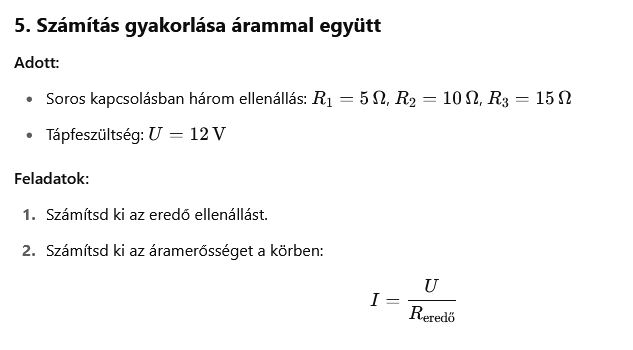 5. Számítás gyakorlása árammal együtt
Adott:
• Soros kapcsolásban három ellenállás: R₁ = 5 Ω, R₂ = 10 Ω, R₃ = 15 Ω
• Tápfeszültség: U = 12 V
Feladatok:
1. Számítsd ki az eredő ellenállást.
2. Számítsd ki az áramerősséget a körben:
I = U / R_eredő